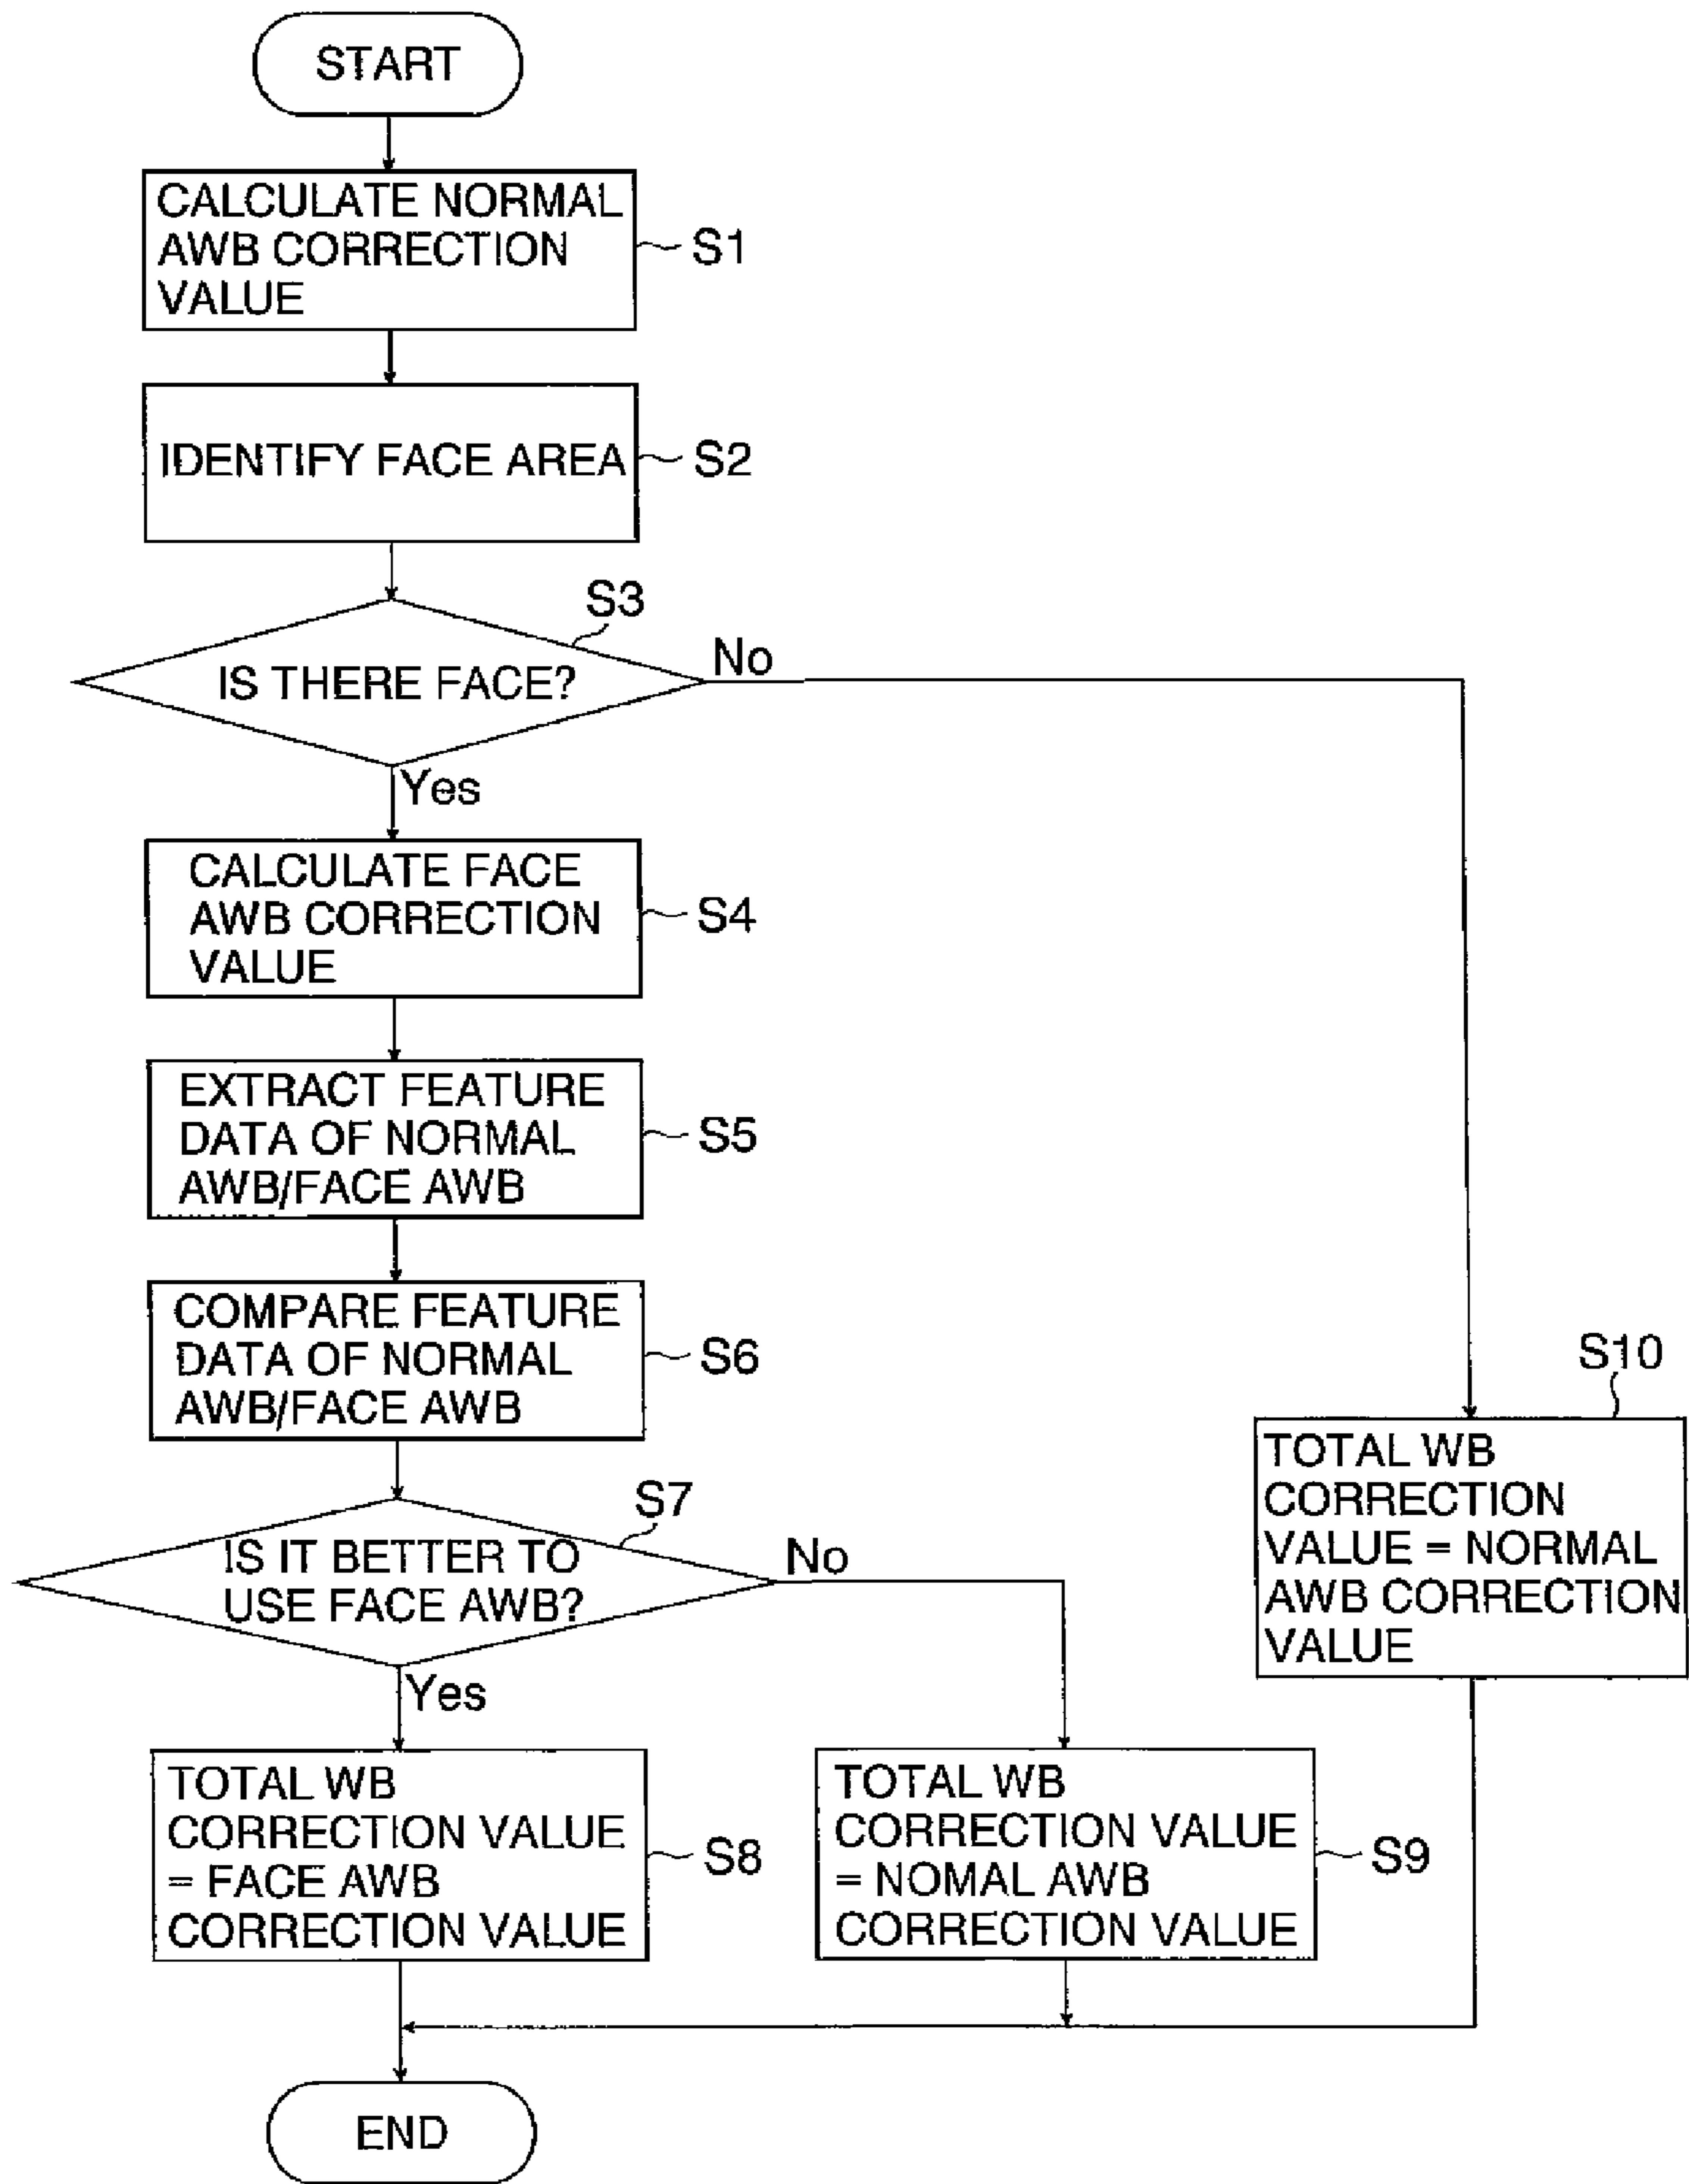 START
CALCULATE NORMAL
AWB CORRECTION
VALUE
S1
IDENTIFY FACE AREA
S2
S3
IS THERE FACE?
No
Yes
CALCULATE FACE
AWB CORRECTION
VALUE
S4
EXTRACT FEATURE
DATA OF NORMAL
AWB/FACE AWB
S5
COMPARE FEATURE
DATA OF NORMAL
AWB/FACE AWB
S6
S7
IS IT BETTER TO
USE FACE AWB?
No
Yes
TOTAL WB
CORRECTION VALUE
= FACE AWB
CORRECTION VALUE
S8
TOTAL WB
CORRECTION VALUE
= NOMAL AWB
CORRECTION VALUE
S9
S10
TOTAL WB
CORRECTION
VALUE = NORMAL
AWB CORRECTION
VALUE
END